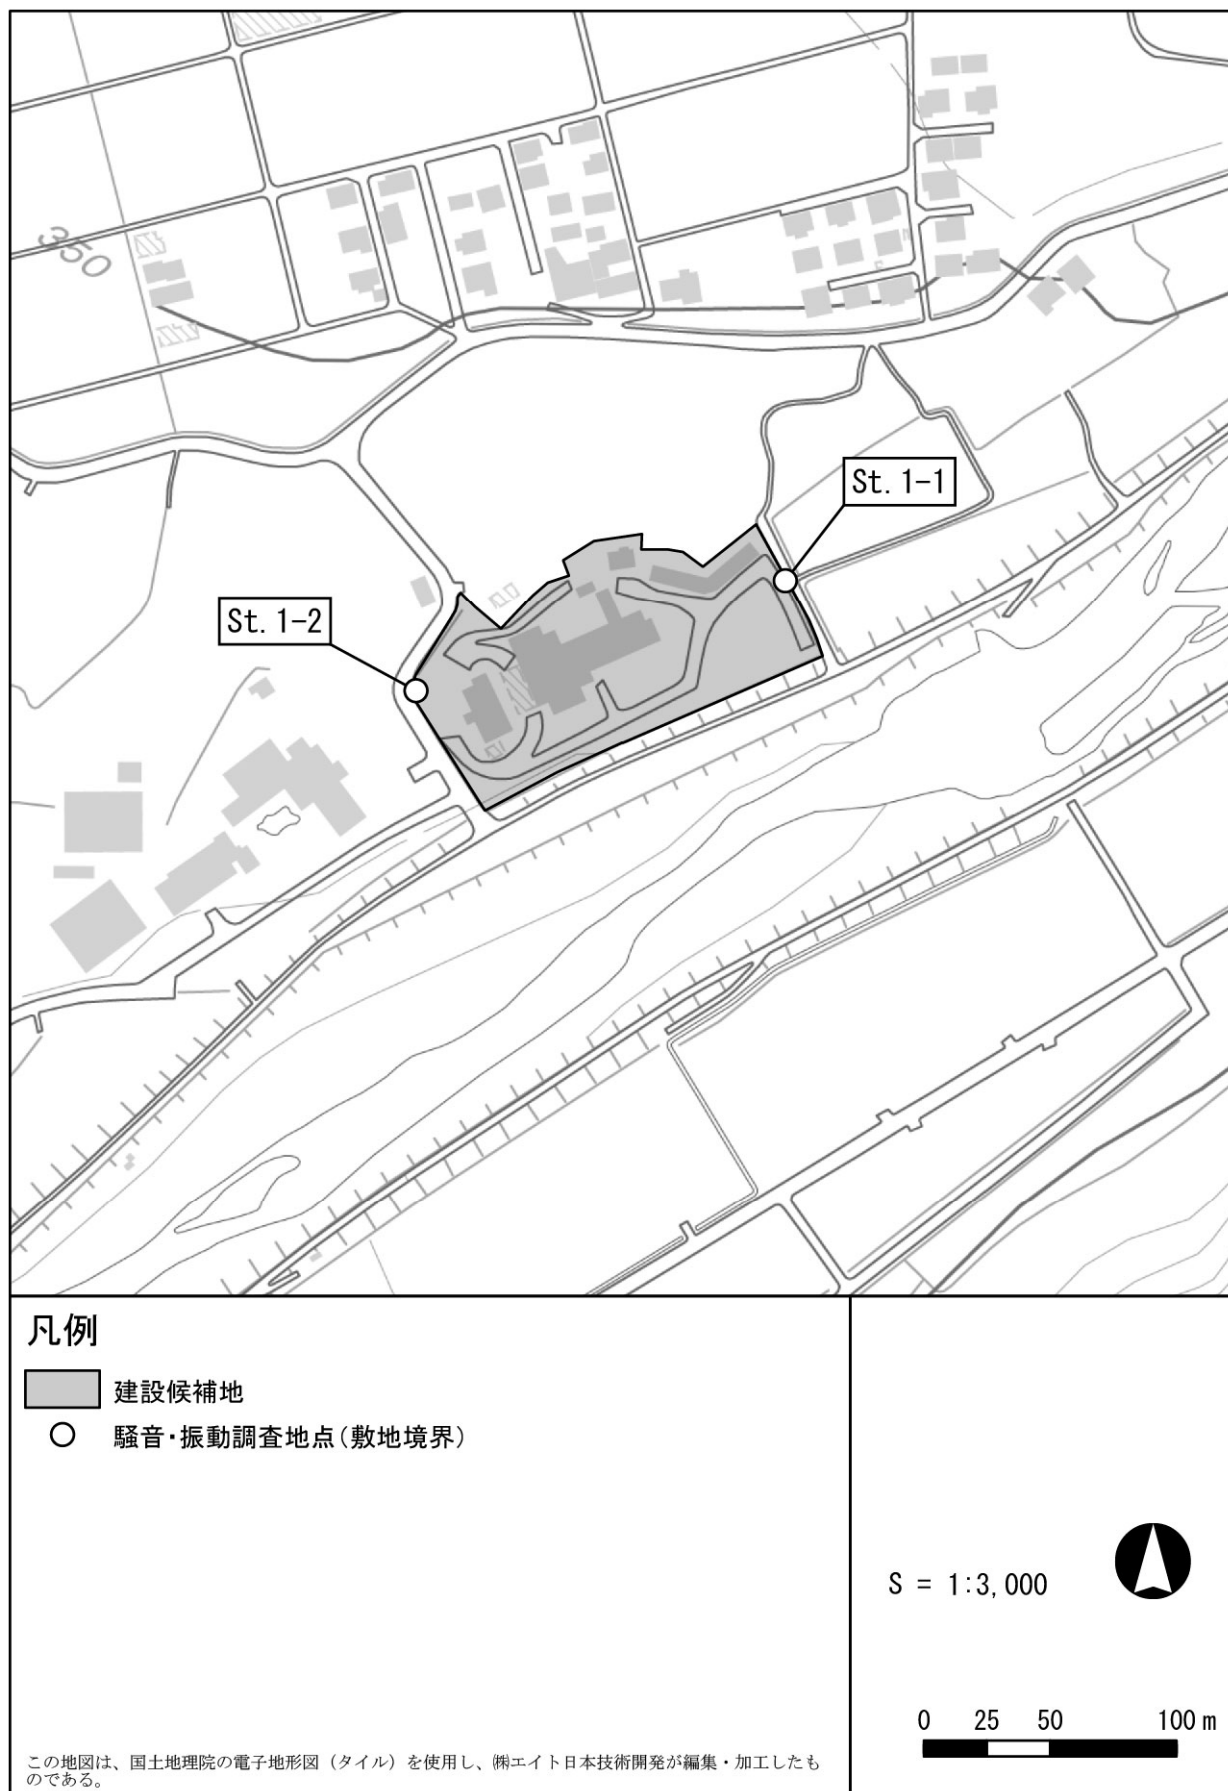 350
St. 1-1
St. 1-2
凡例
建設候補地
騒音・振動調査地点(敷地境界)
S = 1:3,000
0 25 50 100 m
この地図は、国土地理院の電子地形図（タイル）を使用し、㈱エイト日本技術開発が編集・加工したも
のである。